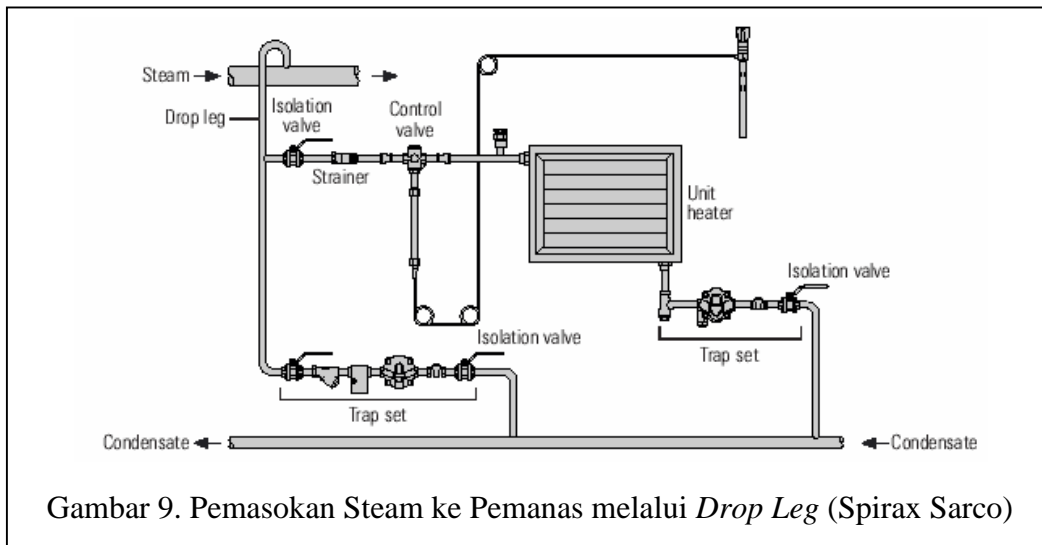 Steam
Drop leg
Isolation
valve
Control
valve
Strainer
Unit
heater
Isolation valve
Trap set
Isolation valve
Trap set
Condensate
Condensate
Gambar 9. Pemasokan Steam ke Pemanas melalui Drop Leg (Spirax Sarco)